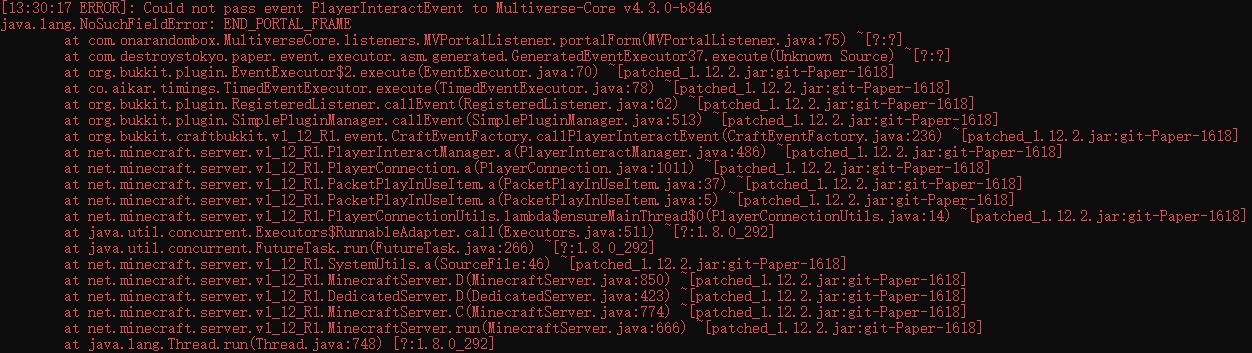 [13:30:17 ERROR]: Could not pass event PlayerInteractEvent to Multiverse-Core v4.3.0-b846
java.lang.NoSuchFieldError: END_PORTAL_FRAME
at com.onarandombox.MultiverseCore.listeners.MVPortalListener.portalForm(MVPortalListener.java:75) ~[?:?]
at com.destroystokyo.paper.event.executor.asm.generated.GeneratedEventExecutor37.execute(Unknown Source) ~[?:?]
at org.bukkit.plugin.EventExecutor$2.execute(EventExecutor.java:70) ~[patched_1.12.2.jar:git-Paper-1618]
at co.aikar.timings.TimedEventExecutor.execute(TimedEventExecutor.java:78) ~[patched_1.12.2.jar:git-Paper-1618]
at org.bukkit.plugin.RegisteredListener.callEvent(RegisteredListener.java:62) ~[patched_1.12.2.jar:git-Paper-1618]
at org.bukkit.plugin.SimplePluginManager.callEvent(SimplePluginManager.java:513) ~[patched_1.12.2.jar:git-Paper-1618]
at org.bukkit.craftbukkit.v1_12_R1.event.CraftEventFactory.callPlayerInteractEvent(CraftEventFactory.java:236) ~[patched_1.12.2.jar:git-Paper-1618]
at net.minecraft.server.v1_12_R1.PlayerInteractManager.a(PlayerInteractManager.java:486) ~[patched_1.12.2.jar:git-Paper-1618]
at net.minecraft.server.v1_12_R1.PlayerConnection.a(PlayerConnection.java:1011) ~[patched_1.12.2.jar:git-Paper-1618]
at net.minecraft.server.v1_12_R1.PacketPlayInUseItem.a(PacketPlayInUseItem.java:37) ~[patched_1.12.2.jar:git-Paper-1618]
at net.minecraft.server.v1_12_R1.PacketPlayInUseItem.a(PacketPlayInUseItem.java:5) ~[patched_1.12.2.jar:git-Paper-1618]
at net.minecraft.server.v1_12_R1.PlayerConnectionUtils.lambda$ensureMainThread$0(PlayerConnectionUtils.java:14) ~[patched_1.12.2.jar:git-Paper-1618]
at java.util.concurrent.Executors$RunnableAdapter.call(Executors.java:511) ~[?:1.8.0_292]
at java.util.concurrent.FutureTask.run(FutureTask.java:266) ~[?:1.8.0_292]
at net.minecraft.server.v1_12_R1.SystemUtils.a(SourceFile:46) ~[patched_1.12.2.jar:git-Paper-1618]
at net.minecraft.server.v1_12_R1.MinecraftServer.D(MinecraftServer.java:850) ~[patched_1.12.2.jar:git-Paper-1618]
at net.minecraft.server.v1_12_R1.DedicatedServer.D(DedicatedServer.java:423) ~[patched_1.12.2.jar:git-Paper-1618]
at net.minecraft.server.v1_12_R1.MinecraftServer.C(MinecraftServer.java:774) ~[patched_1.12.2.jar:git-Paper-1618]
at net.minecraft.server.v1_12_R1.MinecraftServer.run(MinecraftServer.java:666) ~[patched_1.12.2.jar:git-Paper-1618]
at java.lang.Thread.run(Thread.java:748) [?:1.8.0_292]